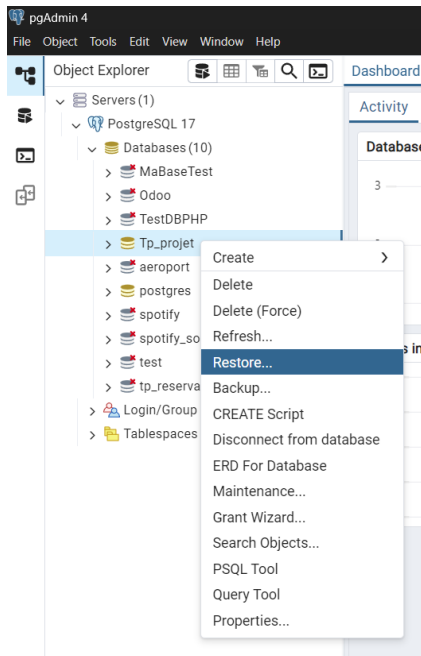 pgAdmin 4
File Object Tools Edit View Window Help
Object Explorer
Dashboard
Activity
Servers (1)
PostgreSQL 17
Databases (10)
Database
MaBaseTest
3
Odoo
TestDBPHP
Tp_projet
aeroport
postgres
spotify
spotify_so
test
tp_reserva
Login/Group
Tablespaces
Create
Delete
Delete (Force)
Refresh...
Restore...
s in
Backup...
CREATE Script
Disconnect from database
ERD For Database
Maintenance...
Grant Wizard...
Search Objects...
PSQL Tool
Query Tool
Properties...